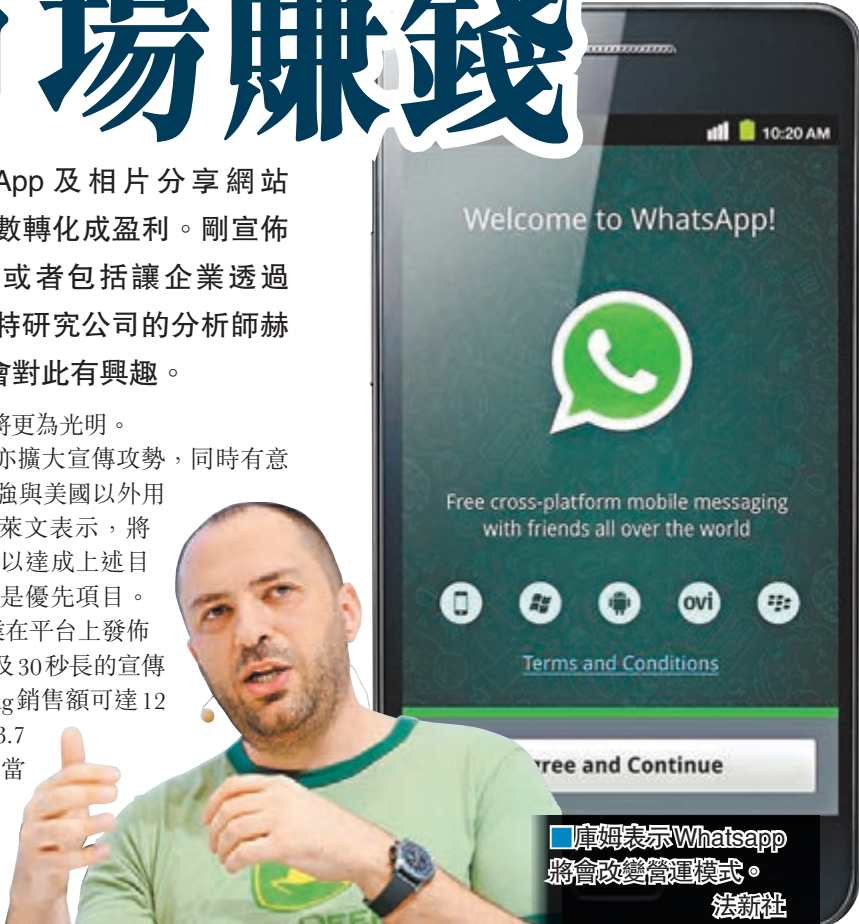 場賺錢
App 及相片分享網站
數轉化成盈利。剛宣佈
或者包括讓企業透過
特研究公司的分析師赫
會對此有興趣。
將更為光明。
亦擴大宣傳攻勢，同時有意
強與美國以外用
萊文表示，將
以達成上述目
是優先項目。
業在平台上發佈
及30秒長的宣傳
g銷售額可達12
3.7
當
10:20 AM
Welcome to WhatsApp!
Free cross-platform mobile messaging
with friends all over the world
ovi
Terms and Conditions
gree and Continue
■庫姆表示Whatsapp
將會改變營運模式。
法新社
DEER